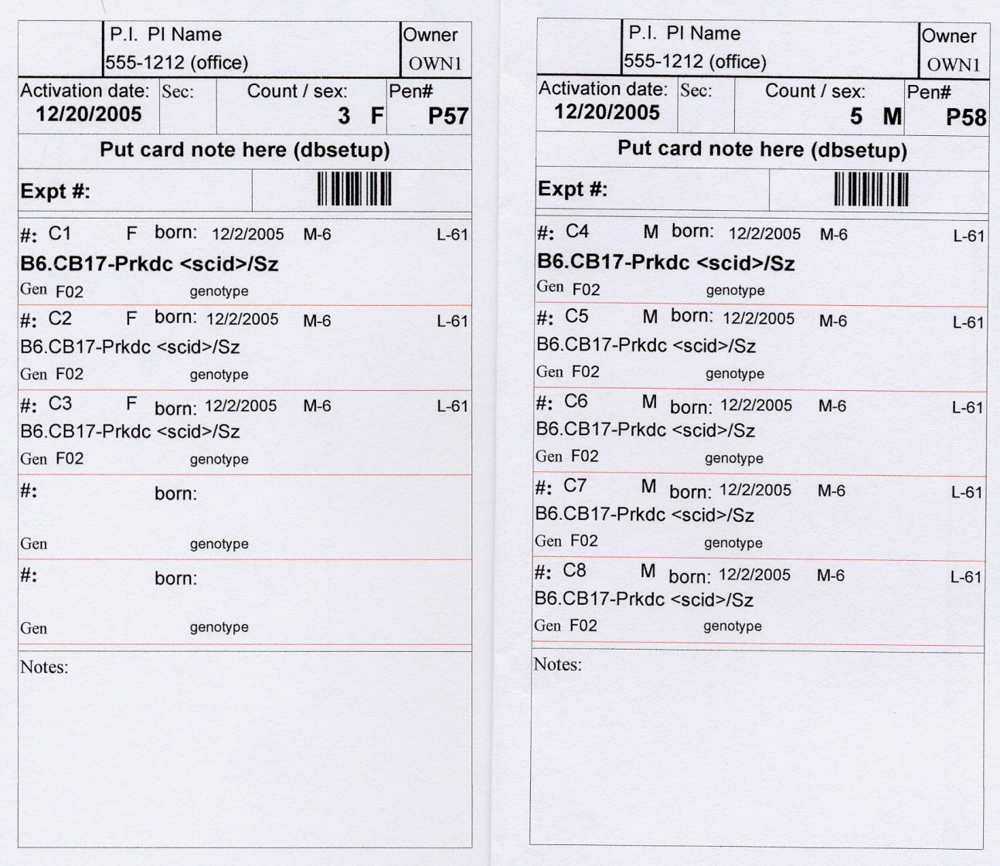 P.I. PI Name
Owner
555-1212 (office)
OWN1
Activation date:
Sec:
Count / sex:
Pen#
12/20/2005
3 F
P57
Put card note here (dbsetup)
Expt #:
#: C1 F born: 12/2/2005 M-6 L-61
B6.CB17-Prkdc <scid>/Sz
Gen F02 genotype
#: C2 F born: 12/2/2005 M-6 L-61
B6.CB17-Prkdc <scid>/Sz
Gen F02 genotype
#: C3 F born: 12/2/2005 M-6 L-61
B6.CB17-Prkdc <scid>/Sz
Gen F02 genotype
#: born:
Gen genotype
#: born:
Gen genotype
Notes:
P.I. PI Name
Owner
555-1212 (office)
OWN1
Activation date:
Sec:
Count / sex:
Pen#
12/20/2005
5 M
P58
Put card note here (dbsetup)
Expt #:
#: C4 M born: 12/2/2005 M-6 L-61
B6.CB17-Prkdc <scid>/Sz
Gen F02 genotype
#: C5 M born: 12/2/2005 M-6 L-61
B6.CB17-Prkdc <scid>/Sz
Gen F02 genotype
#: C6 M born: 12/2/2005 M-6 L-61
B6.CB17-Prkdc <scid>/Sz
Gen F02 genotype
#: C7 M born: 12/2/2005 M-6 L-61
B6.CB17-Prkdc <scid>/Sz
Gen F02 genotype
#: C8 M born: 12/2/2005 M-6 L-61
B6.CB17-Prkdc <scid>/Sz
Gen F02 genotype
Notes: